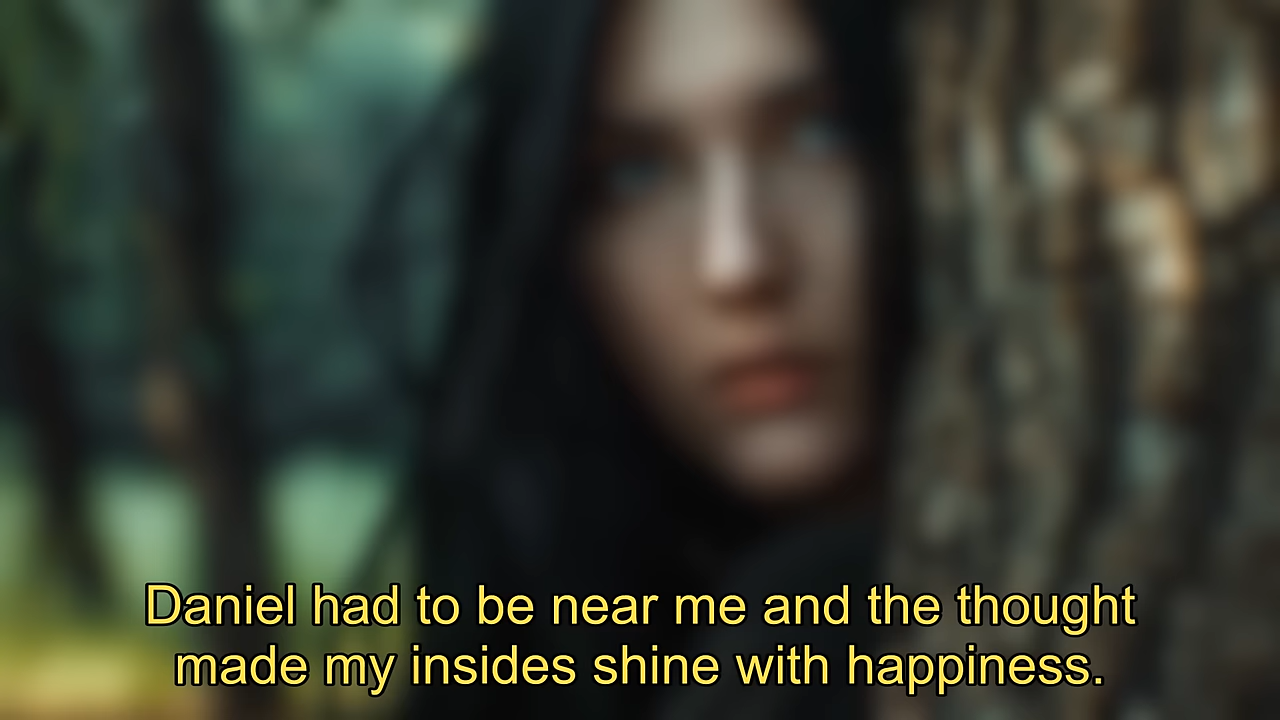 Daniel had to be near me and the thought
made my insides shine with happiness.